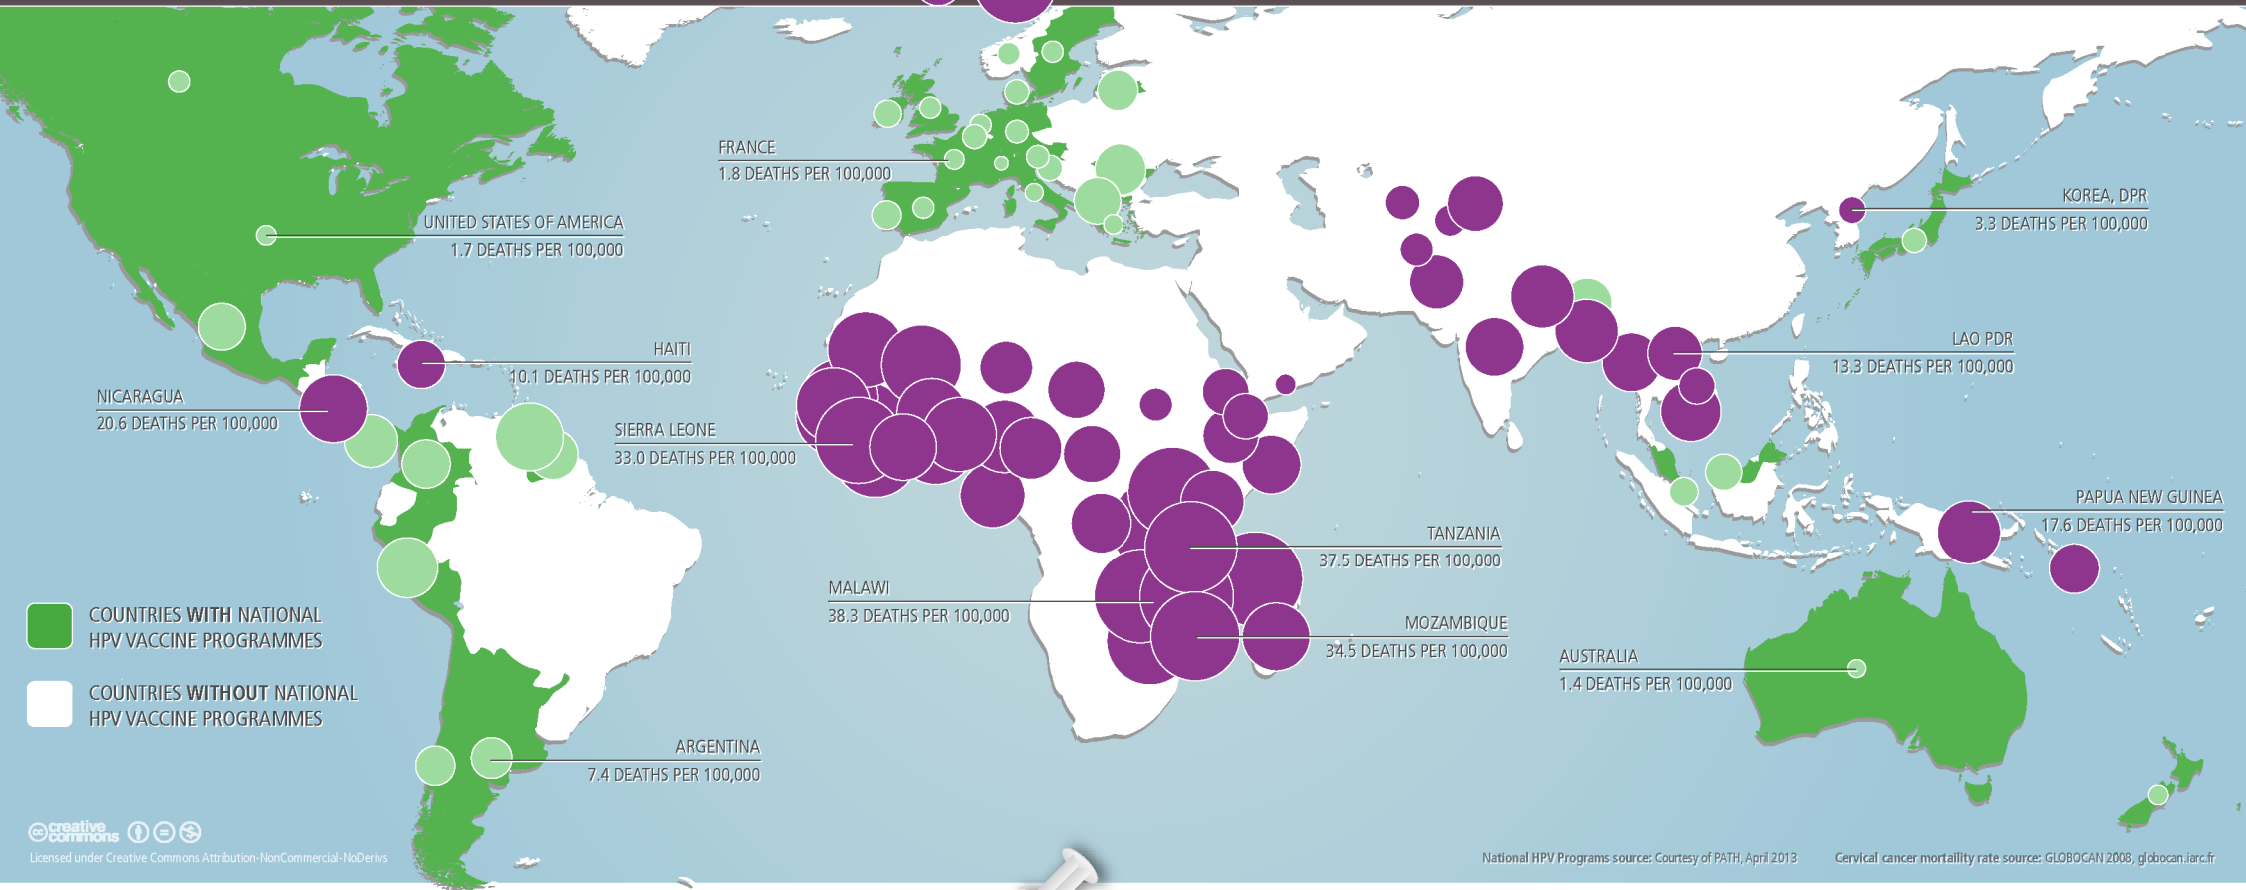 FRANCE
1.8 DEATHS PER 100,000
UNITED STATES OF AMERICA
1.7 DEATHS PER 100,000
KOREA, DPR
3.3 DEATHS PER 100,000
HAITI
10.1 DEATHS PER 100,000
LAO PDR
13.3 DEATHS PER 100,000
NICARAGUA
20.6 DEATHS PER 100,000
SIERRA LEONE
33.0 DEATHS PER 100,000
PAPUA NEW GUINEA
17.6 DEATHS PER 100,000
TANZANIA
37.5 DEATHS PER 100,000
MALAWI
38.3 DEATHS PER 100,000
MOZAMBIQUE
34.5 DEATHS PER 100,000
AUSTRALIA
1.4 DEATHS PER 100,000
ARGENTINA
7.4 DEATHS PER 100,000
COUNTRIES WITH NATIONAL
HPV VACCINE PROGRAMMES
COUNTRIES WITHOUT NATIONAL
HPV VACCINE PROGRAMMES
cc creative
commons
Licensed under Creative Commons Attribution-NonCommercial-NoDerivs
National HPV Programs source: Courtesy of PATH, April 2013
Cervical cancer mortaility rate source: GLOBOCAN 2008, globocan.iarc.fr